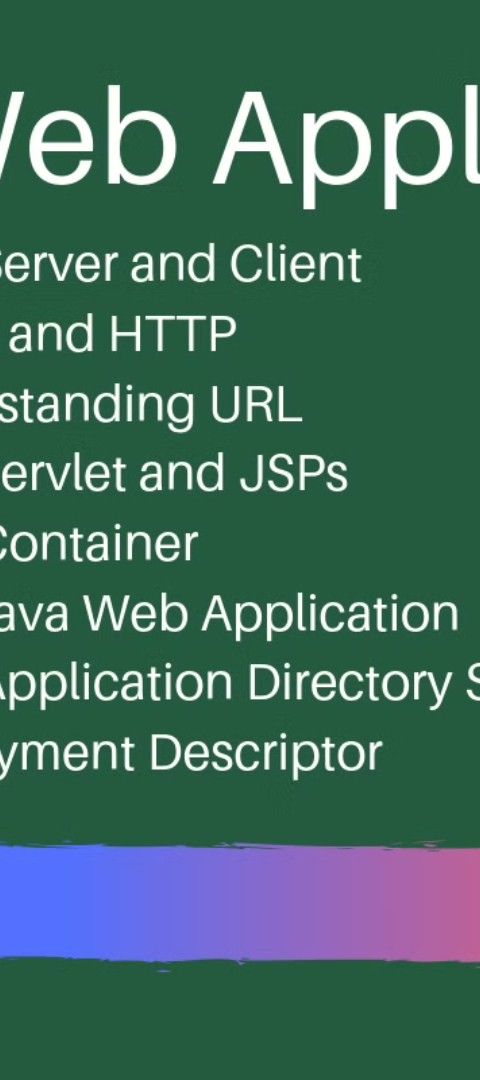 Web Appl
Server and Client
and HTTP
standing URL
ervlet and JSPs
Container
ava Web Application
Application Directory S
yment Descriptor